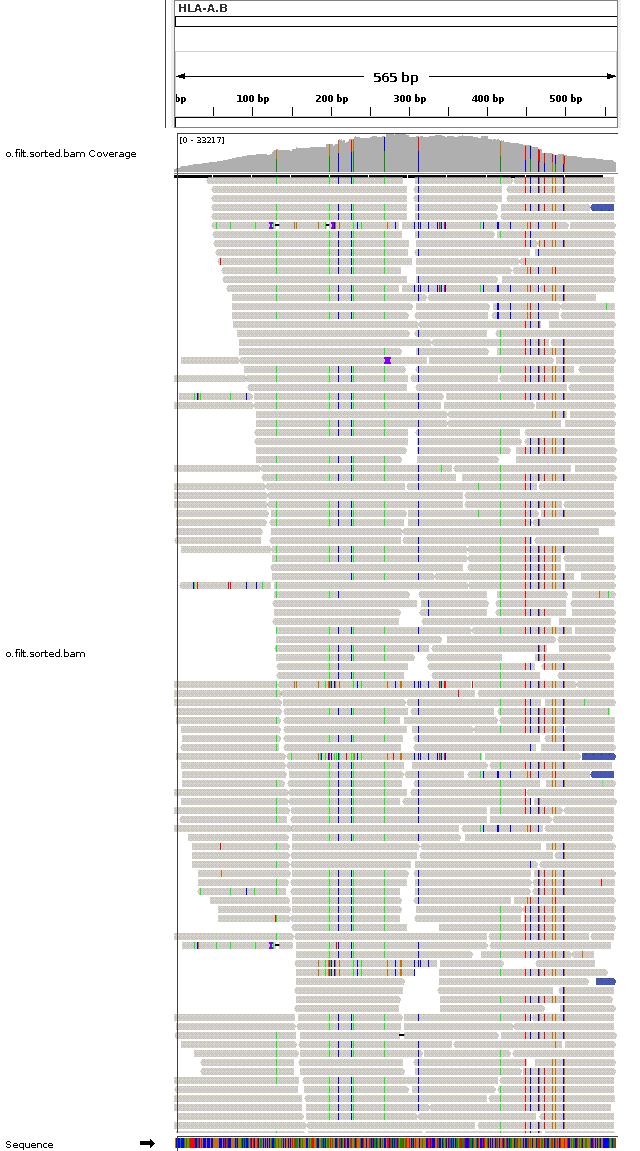 HLA-A.B
565 bp
bp 100 bp 200 bp 300 bp 400 bp 500 bp
[0 - 33217]
o.filt.sorted.bam Coverage
o.filt.sorted.bam
Sequence